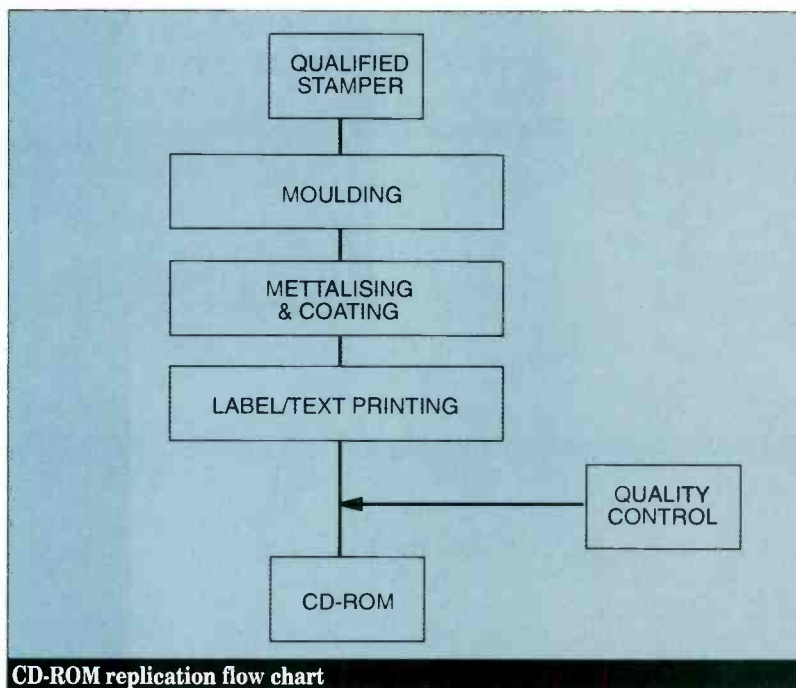 QUALIFIED
STAMPER
MOULDING
METTALISING
& COATING
LABEL/TEXT PRINTING
QUALITY
CONTROL
CD-ROM
CD-ROM replication flow chart